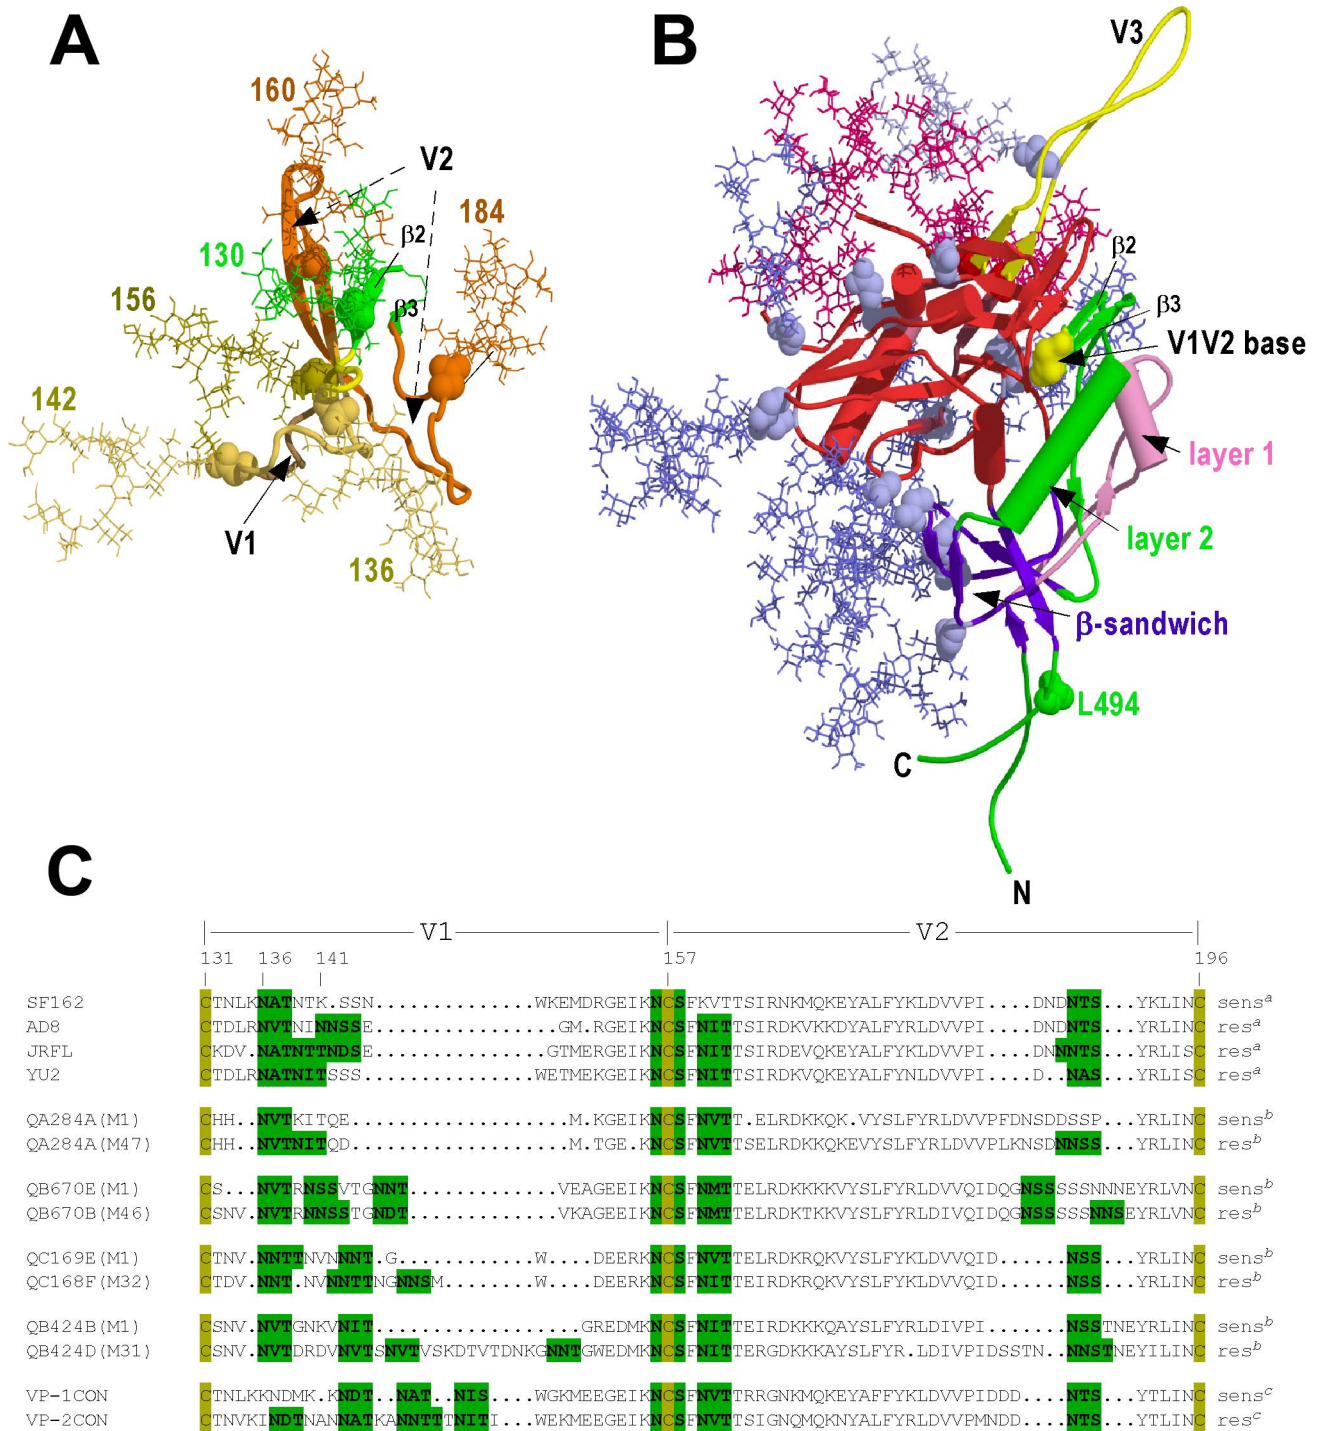 A
B
V3
160
V2
184
130
β2
156
β3
142
V1
136
β2
β3
V1V2 base
layer 1
layer 2
β-sandwich
L494
C
N
C
V1 V2
131 136 141 157 196
SF162 CTNLKNATNTK.SSN..............WKEMDRGEIKNCSFKVTTSIRNKMQKEYALFYKLDVVPI....DNDNTS...YKLINC sens^a
AD8 CTDLRNVTNINNSSE................GM.RGEIKNCSFNITTSIRDKVKKDYALFYRLDVVPI....DNDNTS...YRLINC res^a
JRFL CKDV.NATNTTNDSE...............GTMERGEIKNCSFNITTSIRDEVQKEYALFYKLDVVPI....DNNNTS...YRLISC res^a
YU2 CTDLRNATNITSSS...............WETMEKGEIKNCSFNITTSIRDKVQKEYALFYNLDVVPI....D..NAS...YRLISC res^a
QA284A(M1) CHH..NVTKITQE...................M.KGEIKNCSFNVTT.ELRDKKQK.VYSLFYRLDVVPFDNSDDSSP...YRLINC sens^b
QA284A(M47) CHH..NVTNITQD...................M.TGE.KNCSFNVTTSELRDKKQKEVYSLFYRLDVVPLKNSDNNSS...YRLINC res^b
QB670E(M1) CS...NVTRNSSVTGNNT.............VEAGEEIKNCSFNMTTELRDKKKKVYSLFYRLDVVQIDQGNSSSSSNNNEYRLVNC sens^b
QB670B(M46) CSNV.NVTRNNSSTGNDT.............VKAGEEIKNCSFNMTTELRDKTKKVYSLFYRLDIVQIDQGNSSSSSNNSEYRLVNC res^b
QC169E(M1) CTNV.NNTTNVNNNT.G............W....DEERKNCSFNVTTELRDKRQKVYSLFYKLDVVQID......NSS...YRLINC sens^b
QC168F(M32) CTDV.NNT.NVNNTTNGNNSM.........W....DEERKNCSFNITTEIRDKRQKVYSLFYKLDVVQID......NSS...YRLINC res^b
QB424B(M1) CSNV.NVTGNKVNIT..................GREDMKNCSFNITTEIRDKKKQAYSLFYRLDIVPI.......NSSTNEYRLINC sens^b
QB424D(M31) CSNV.NVTDRDVNVTSNVTVSKDTVTDNKGNNTGWEDMKNCSFNITTERGDKKKAYSLFYR.LDIVPIDSSTN..NNSTNEYILINC res^b
VP-1CON CTNLKKNDMK.KNDT..NAT..NIS....WGKMEEGEIKNCSFNVTTRRGNKMQKEYAFFYKLDVVPIDDD....NTS...YTLINC sens^c
VP-2CON CTNVKINDTNANNATKANNTTTNITI...WEKMEEGEIKNCSFNVTTSIGNQMQKNYALFYRLDVVPMNDD....NTS...YTLINC res^c